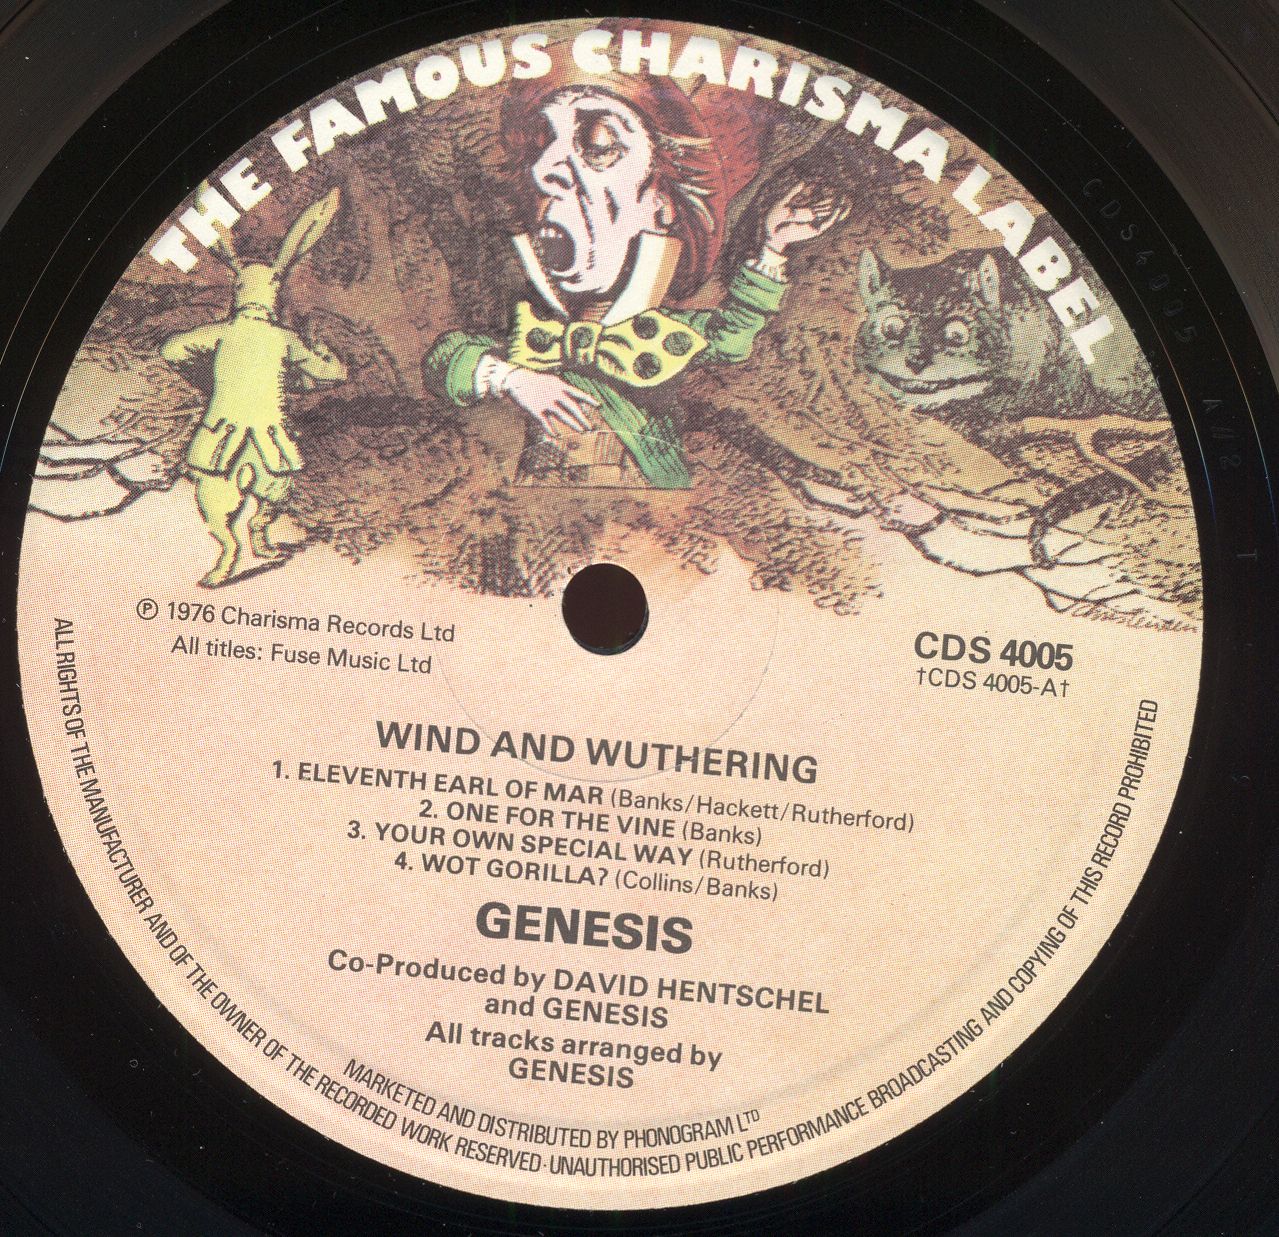 THE FAMOUS CHARISMA LABEL
℗ 1976 Charisma Records Ltd
All titles: Fuse Music Ltd
CDS 4005
†CDS 4005-A†
WIND AND WUTHERING
1. ELEVENTH EARL OF MAR (Banks/Hackett/Rutherford)
2. ONE FOR THE VINE (Banks)
3. YOUR OWN SPECIAL WAY (Rutherford)
4. WOT GORILLA? (Collins/Banks)
GENESIS
Co-Produced by DAVID HENTSCHEL
and GENESIS
All tracks arranged by
GENESIS
MARKETED AND DISTRIBUTED BY PHONOGRAM LTD
ALL RIGHTS OF THE MANUFACTURER AND OF THE OWNER OF THE RECORDED WORK RESERVED·UNAUTHORISED PUBLIC PERFORMANCE BROADCASTING AND COPYING OF THIS RECORD PROHIBITED
CDS4005